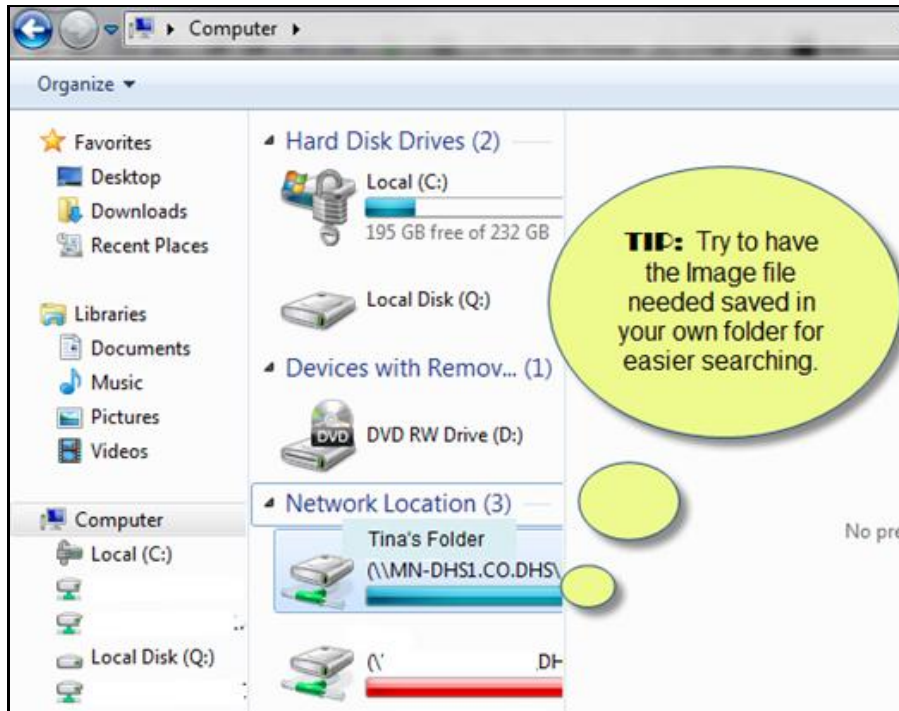 Computer
Organize
Favorites
Desktop
Downloads
Recent Places
Libraries
Documents
Music
Pictures
Videos
Computer
Local (C:)
..
Local Disk (Q:)
Hard Disk Drives (2)
Local (C:)
195 GB free of 232 GB
Local Disk (Q:)
Devices with Remov... (1)
DVD
DVD RW Drive (D:)
Network Location (3)
Tina's Folder
(\\MN-DHS1.CO.DHS\
(\' .DH
TIP: Try to have
the Image file
needed saved in
your own folder for
easier searching.
No pre